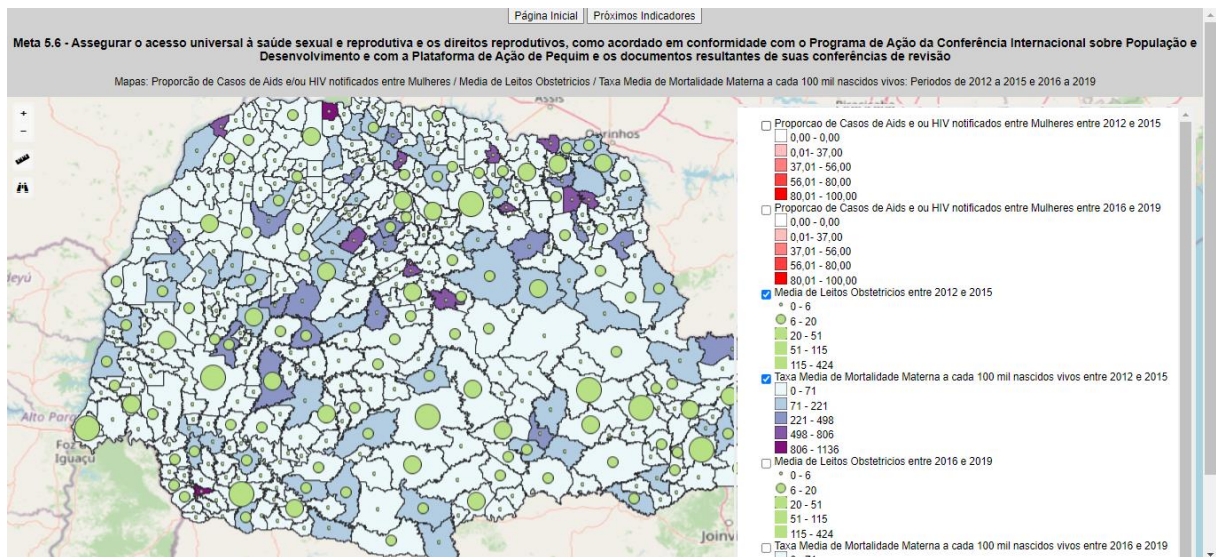 Página Inicial Próximos Indicadores
Meta 5.6 - Assegurar o acesso universal à saúde sexual e reprodutiva e os direitos reprodutivos, como acordado em conformidade com o Programa de Ação da Conferência Internacional sobre População e
Desenvolvimento e com a Plataforma de Ação de Pequim e os documentos resultantes de suas conferências de revisão
Mapas: Proporcão de Casos de Aids e/ou HIV notificados entre Mulheres / Media de Leitos Obstetricios / Taxa Media de Mortalidade Materna a cada 100 mil nascidos vivos: Periodos de 2012 a 2015 e 2016 a 2019
Assis
+
−
Ourinhos
Alto Para
Foz
Iguaçu
Joinv
Proporcao de Casos de Aids e ou HIV notificados entre Mulheres entre 2012 e 2015
0,00 - 0,00
0,01- 37,00
37,01 - 56,00
56,01 - 80,00
80,01 - 100,00
Proporcao de Casos de Aids e ou HIV notificados entre Mulheres entre 2016 e 2019
0,00 - 0,00
0,01- 37,00
37,01 - 56,00
56,01 - 80,00
80,01 - 100,00
Media de Leitos Obstetricios entre 2012 e 2015
0 - 6
6 - 20
20 - 51
51 - 115
115 - 424
Taxa Media de Mortalidade Materna a cada 100 mil nascidos vivos entre 2012 e 2015
0 - 71
71 - 221
221 - 498
498 - 806
806 - 1136
Media de Leitos Obstetricios entre 2016 e 2019
0 - 6
6 - 20
20 - 51
51 - 115
115 - 424
Taxa Media de Mortalidade Materna a cada 100 mil nascidos vivos entre 2016 e 2019